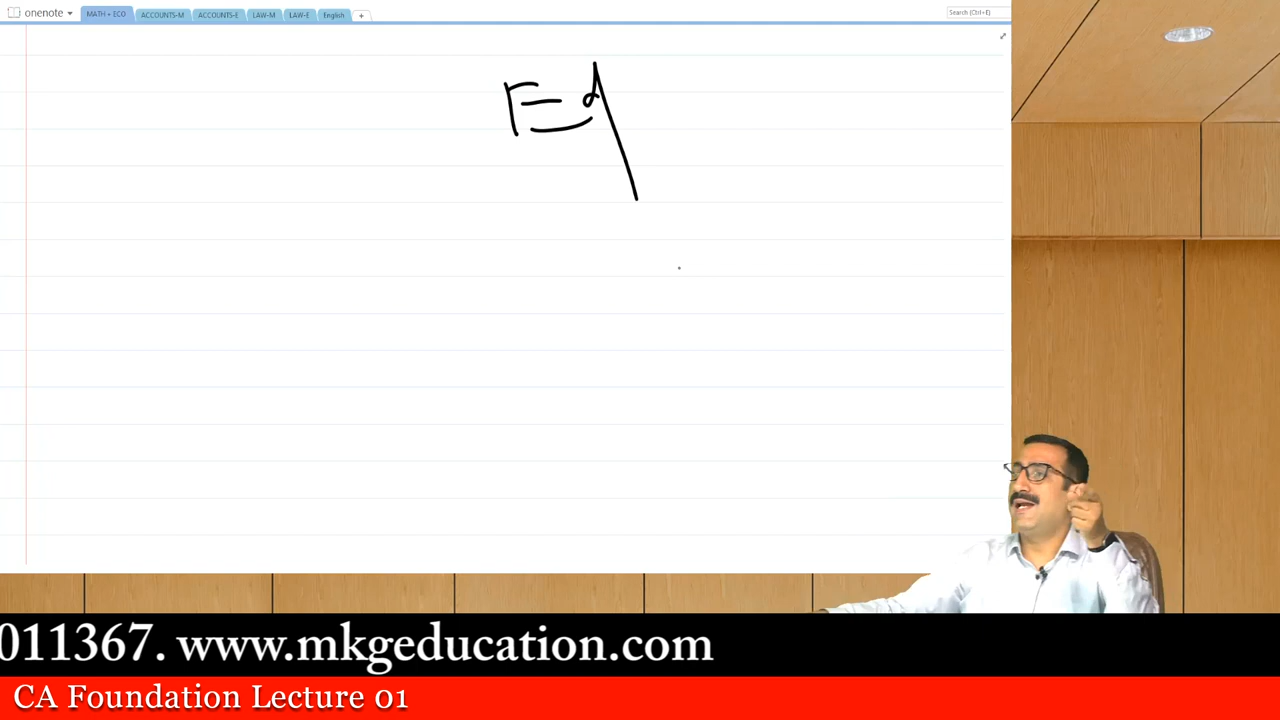 onenote MATH + ECO ACCOUNTS-M ACCOUNTS-E LAW-M LAW-E English + Search (Ctrl+E)
011367. www.mkgeducation.com
CA Foundation Lecture 01